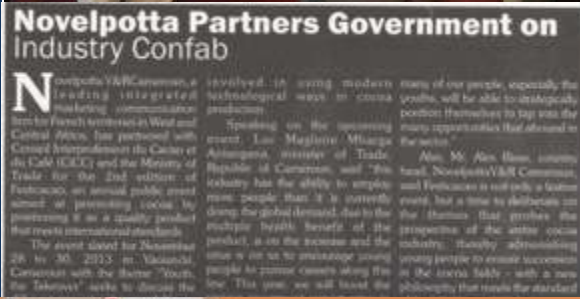 Novelpotta Partners Government on
Industry Confab
Novelpotta Y&R Cameroon, a
leading integrated
marketing communication
firm for French territories in West and
Central Africa, has partnered with
Conseil Interprofession du Cacao et
du Café (CICC) and the Ministry of
Trade for the 2nd edition of
Festicacao, an annual public event
aimed at promoting cocoa by
positioning it as a quality product
that meets international standards.
The event slated for November
28 to 30, 2013 in Yaounde,
Cameroon with the theme "Youth,
the Takeover" seeks to discuss the
involved in using modern
technological ways in cocoa
production.
Speaking on the upcoming
event, Luc Magloire Mbarga
Atangana, minister of Trade,
Republic of Cameroon, said "this
industry has the ability to employ
more people than it is currently
doing; the global demand, due to the
multiple health benefit of the
product, is on the increase and the
onus is on us to encourage young
people to pursue careers along this
line. This year, we will boost the
many of our people, especially the
youths, will be able to strategically
position themselves to tap into the
many opportunities that abound in
the sector."
Also, Mr. Alex country
head, Novelpotta Y&R Cameroon,
said Festicacao is not only a festive
event, but a time to deliberate on
the themes that probes the
prospective of the entire cocoa
industry, thereby admonishing
young people to ensure succession
in the cocoa fields - with a new
philosophy that meets the standard